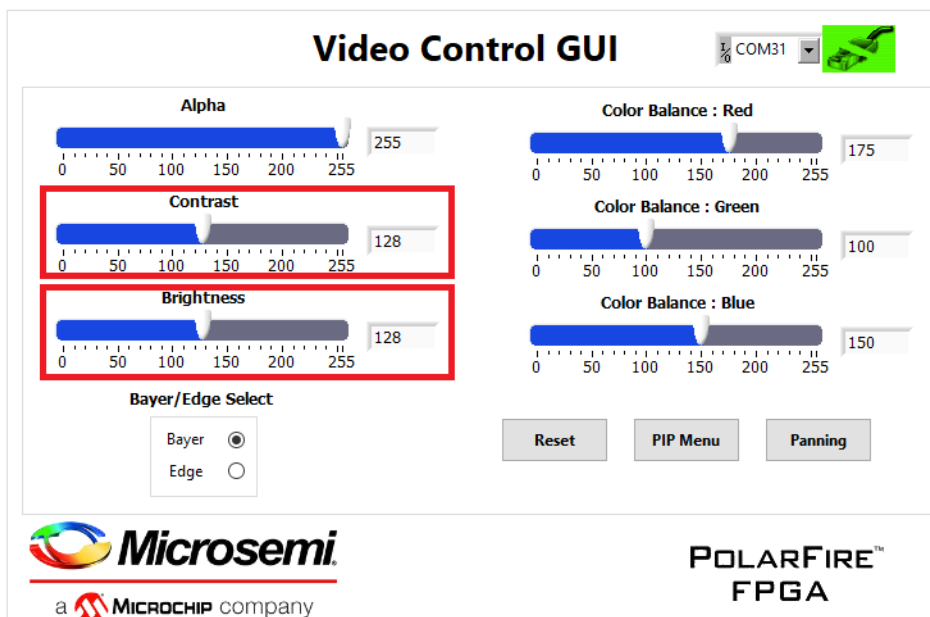 Video Control GUI
I/O COM31
Alpha
255
0 50 100 150 200 255
Contrast
128
0 50 100 150 200 255
Brightness
128
0 50 100 150 200 255
Bayer/Edge Select
Bayer
Edge
Color Balance : Red
175
0 50 100 150 200 255
Color Balance : Green
100
0 50 100 150 200 255
Color Balance : Blue
150
0 50 100 150 200 255
Reset PIP Menu Panning
Microsemi.
a MICROCHIP company
POLARFIRE™
FPGA